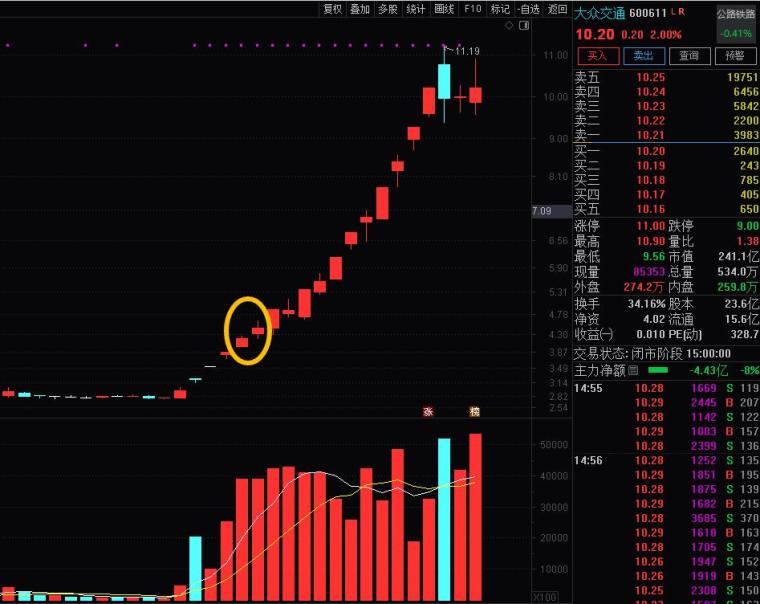 复权 叠加 多股 统计 画线 F10 标记 -自选 返回
11.19
11.00
10.00
9.00
8.10
7.09
6.56
5.90
5.31
4.78
4.30
3.87
3.49
3.14
2.82
2.54
涨 榜
50000
40000
30000
20000
10000
X100
大众交通 600611 L R
公路铁路
10.20 0.20 2.00% -0.41%
买入 卖出 查询 预警
卖五 10.25 19751
卖四 10.24 6456
卖三 10.23 5842
卖二 10.22 2200
卖一 10.21 3983
买一 10.20 2640
买二 10.19 243
买三 10.18 785
买四 10.17 405
买五 10.16 650
涨停 11.00 跌停 9.00
最高 10.90 量比 1.38
最低 9.56 市值 241.1亿
现量 85353 总量 534.0万
外盘 274.2万 内盘 259.8万
换手 34.16% 股本 23.6亿
净资 4.02 流通 15.6亿
收益(一) 0.010 PE(动) 328.7
交易状态: 闭市阶段 15:00:00
主力净额 -4.43亿 -8%
14:55 10.28 1669 S 119
10.29 2445 B 207
10.28 1142 S 122
10.29 1003 B 157
10.28 2399 S 136
14:56 10.28 1252 S 135
10.29 1851 B 195
10.28 1875 S 139
10.29 1682 B 215
10.28 3685 S 370
10.29 1610 B 163
10.28 1705 S 174
10.26 1947 S 152
10.26 1919 B 143
10.25 2308 S 150